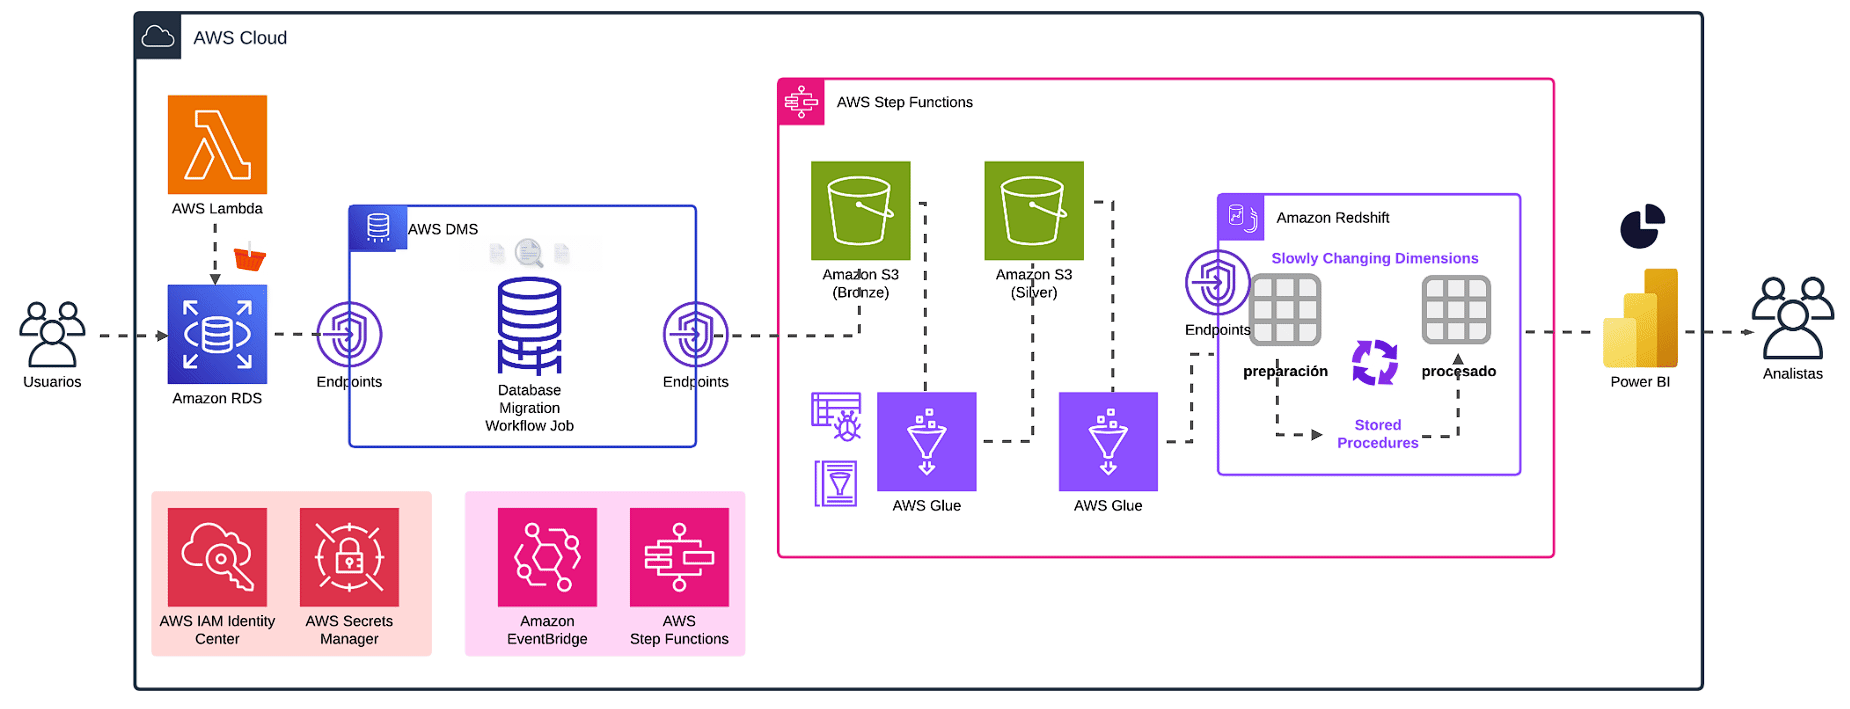 AWS Cloud
AWS Step Functions
AWS Lambda
AWS DMS
Amazon S3
(Bronze)
Amazon S3
(Silver)
Amazon Redshift
Slowly Changing Dimensions
Usuarios
Amazon RDS
Endpoints
Database
Migration
Workflow Job
Endpoints
Endpoints
preparación
procesado
Stored
Procedures
Power BI
Analistas
AWS Glue
AWS Glue
AWS IAM Identity
Center
AWS Secrets
Manager
Amazon
EventBridge
AWS
Step Functions